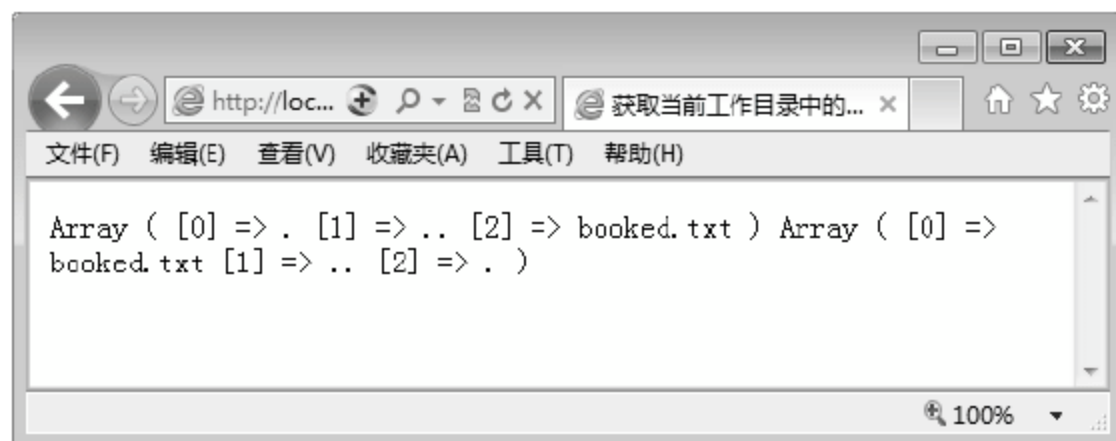 http://loc...
获取当前工作目录中的...
文件(F) 编辑(E) 查看(V) 收藏夹(A) 工具(T) 帮助(H)
Array ( [0] => . [1] => .. [2] => booked.txt ) Array ( [0] =>
booked.txt [1] => .. [2] => . )
100%